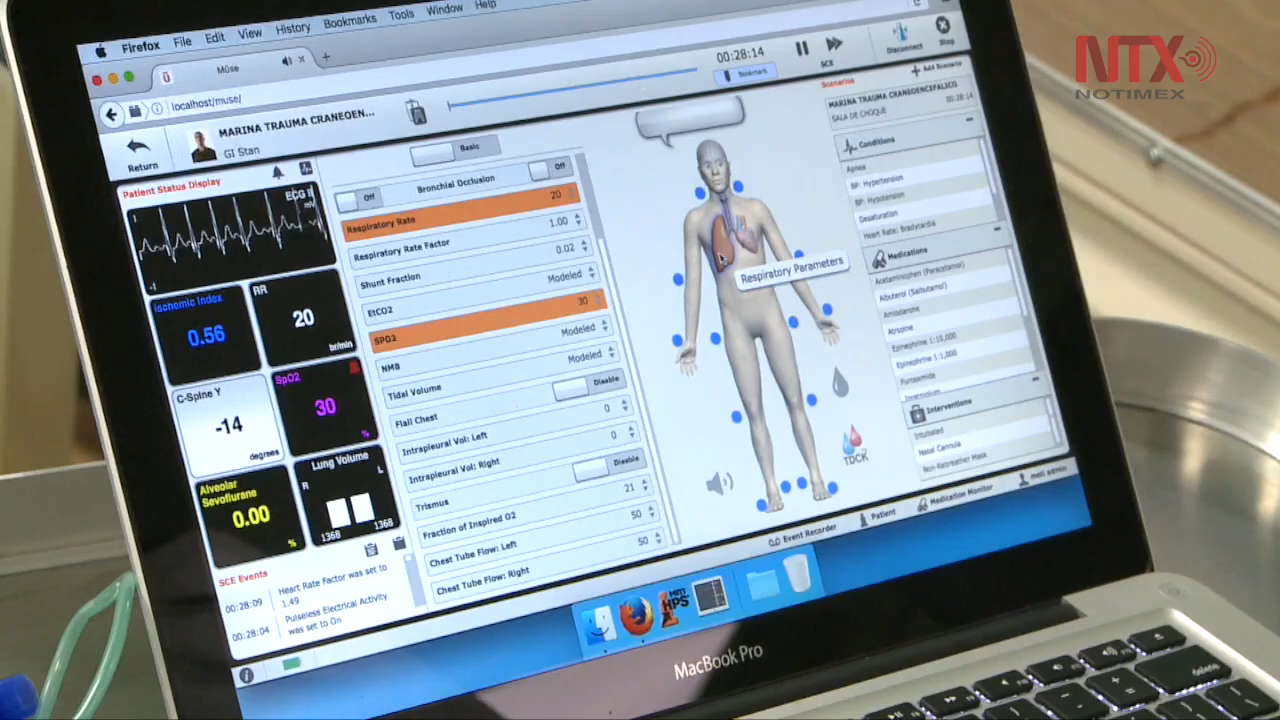 Firefox File Edit View History Bookmarks Tools Window Help
NTX
NOTIMEX
Müse
localhost/muse/
Return
MARINA TRAUMA CRANEOEN...
GI Stan
00:28:14
Bookmark
SCE
Disconnect
Stop
Patient Status Display
ECG II
mV
1
-1
Ischemic Index
0.56
RR
20
br/min
C-Spine Y
-14
degrees
SpO2
30
%
Alveolar
Sevoflurane
0.00
%
Lung Volume
R
L
1368
1368
SCE Events
00:28:09
Heart Rate Factor was set to
1.49
00:28:04
Pulseless Electrical Activity
was set to On
Basic
Off Bronchial Occlusion Off
Respiratory Rate 20
Respiratory Rate Factor 1.00
Shunt Fraction 0.02
EtCO2 Modeled
SPO2 30
NMB Modeled
Tidal Volume Modeled
Flail Chest Disable
Intrapleural Vol: Left 0
Intrapleural Vol: Right 0
Trismus Disable
Fraction of Inspired O2 21
Chest Tube Flow: Left 50
Chest Tube Flow: Right 50
Respiratory Parameters
TDCK
Scenarios
Add Scenario
MARINA TRAUMA CRANEOENCEFALICO
SALA DE CHOQUE 00:28:14
Conditions
Apnea
BP: Hypertension
BP: Hypotension
Desaturation
Heart Rate: Bradycardia
Medications
Acetaminophen (Paracetamol)
Albuterol (Salbutamol)
Amiodarone
Atropine
Epinephrine 1:10,000
Epinephrine 1:1,000
Furosemide
Interventions
Intubated
Nasal Cannula
Non-Rebreather Mask
Event Recorder
Patient
Medication Monitor
meti admin
METI
HPS
MacBook Pro
delete